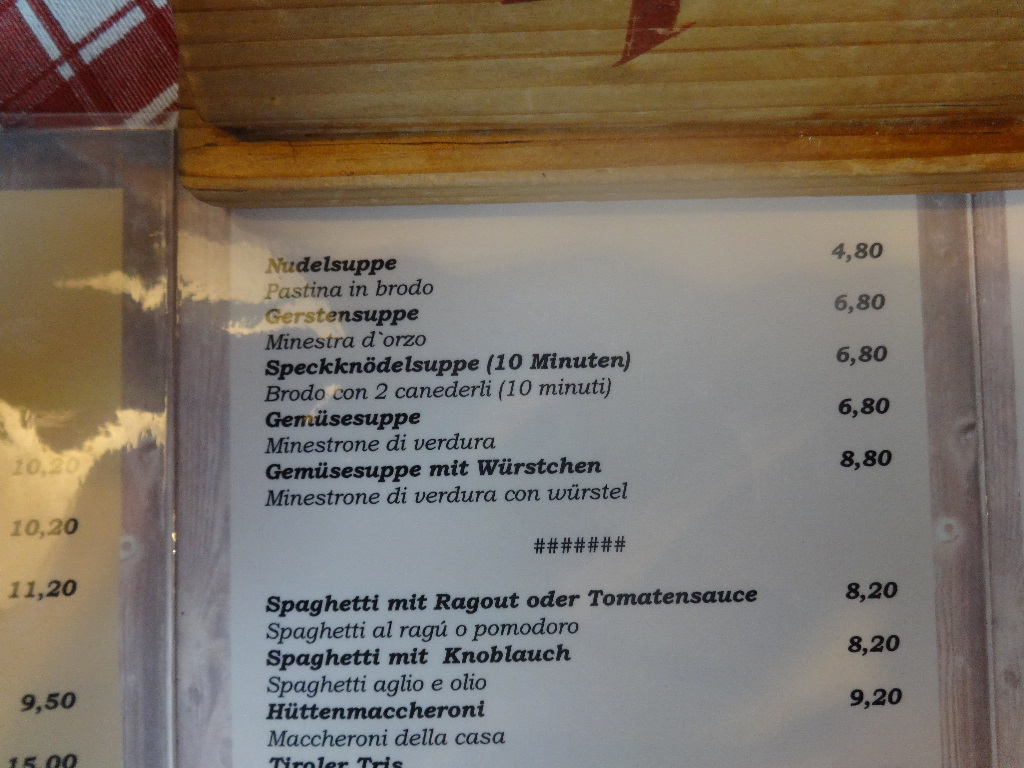 10,20
10,20
11,20
9,50
15,00
Nudelsuppe 4,80
Pastina in brodo
Gerstensuppe 6,80
Minestra d`orzo
Speckknödelsuppe (10 Minuten) 6,80
Brodo con 2 canederli (10 minuti)
Gemüsesuppe 6,80
Minestrone di verdura
Gemüsesuppe mit Würstchen 8,80
Minestrone di verdura con würstel
#######
Spaghetti mit Ragout oder Tomatensauce 8,20
Spaghetti al ragú o pomodoro
Spaghetti mit Knoblauch 8,20
Spaghetti aglio e olio
Hüttenmaccheroni 9,20
Maccheroni della casa
Tiroler Tris